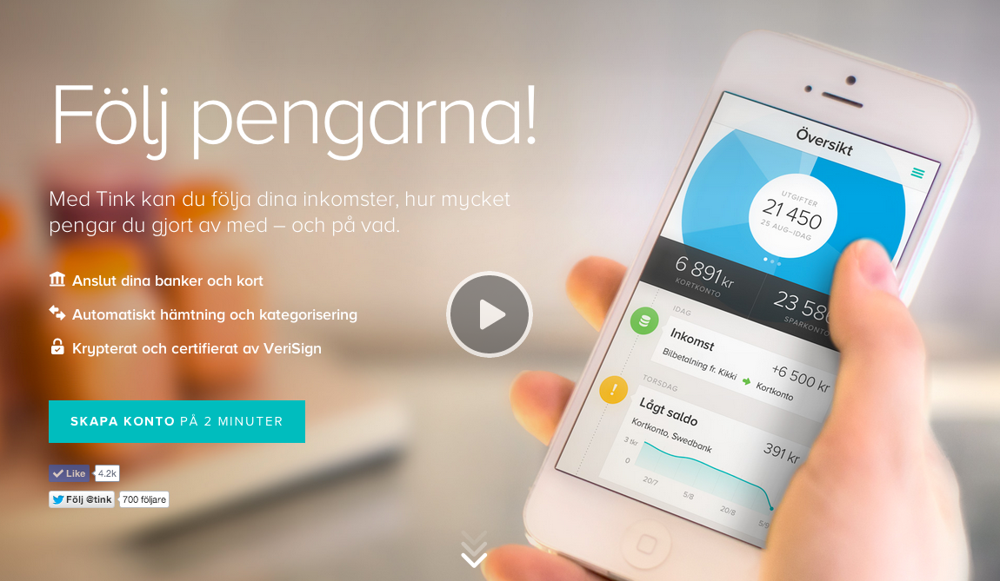 Följ pengarna!
Med Tink kan du följa dina inkomster, hur mycket
pengar du gjort av med – och på vad.
Anslut dina banker och kort
Automatiskt hämtning och kategorisering
Krypterat och certifierat av VeriSign
SKAPA KONTO PÅ 2 MINUTER
Like 4.2k
Följ @tink 700 följare
Översikt
UTGIFTER
21 450
25 AUG–IDAG
6 891 kr
KORTKONTO
23 58
SPARKONTO
IDAG
Inkomst
+6 500 kr
Bilbetalning fr. Kikki Kortkonto
TORSDAG
Lågt saldo
391 kr
Kortkonto, Swedbank
3 tkr
0
20/7 5/8 20/8 5/9